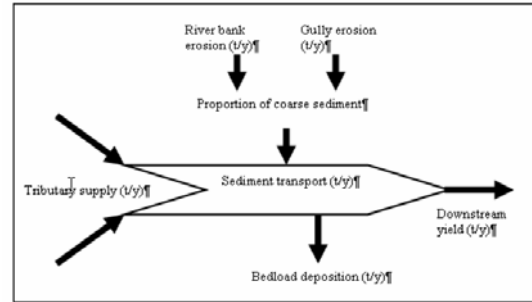 River bank
erosion (t/y)¶
Gully erosion
(t/y)¶
Proportion of coarse sediment¶
Tributary supply (t/y)¶
Sediment transport (t/y)¶
Downstream
yield (t/y)¶
Bedload deposition (t/y)¶